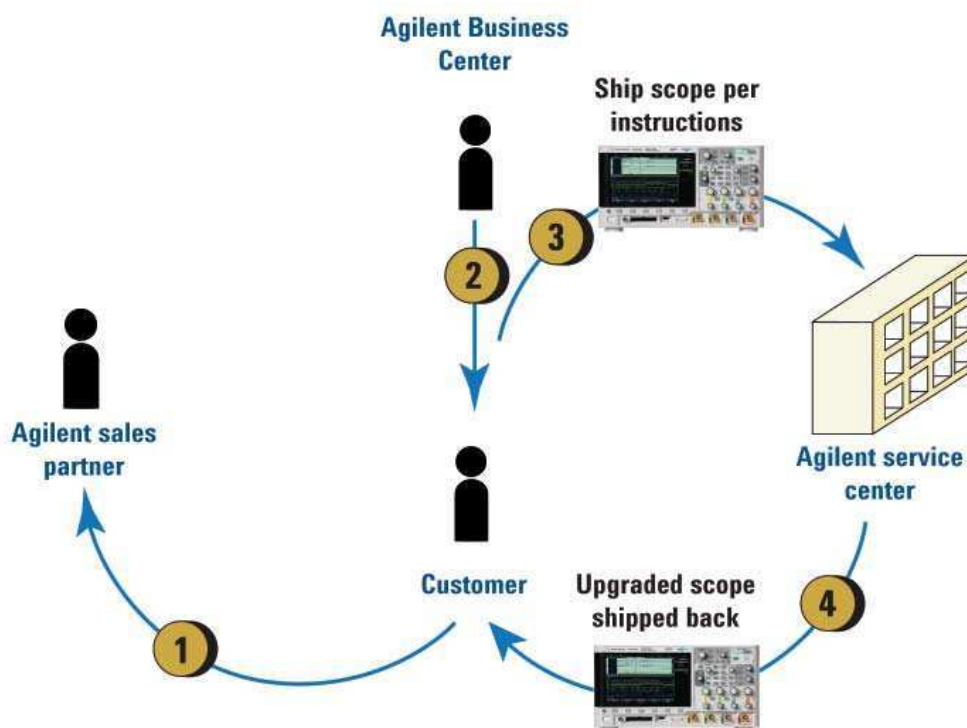 Agilent Business
Center
Ship scope per
instructions
3
2
Agilent sales
partner
Agilent service
center
Customer
Upgraded scope
shipped back
4
1